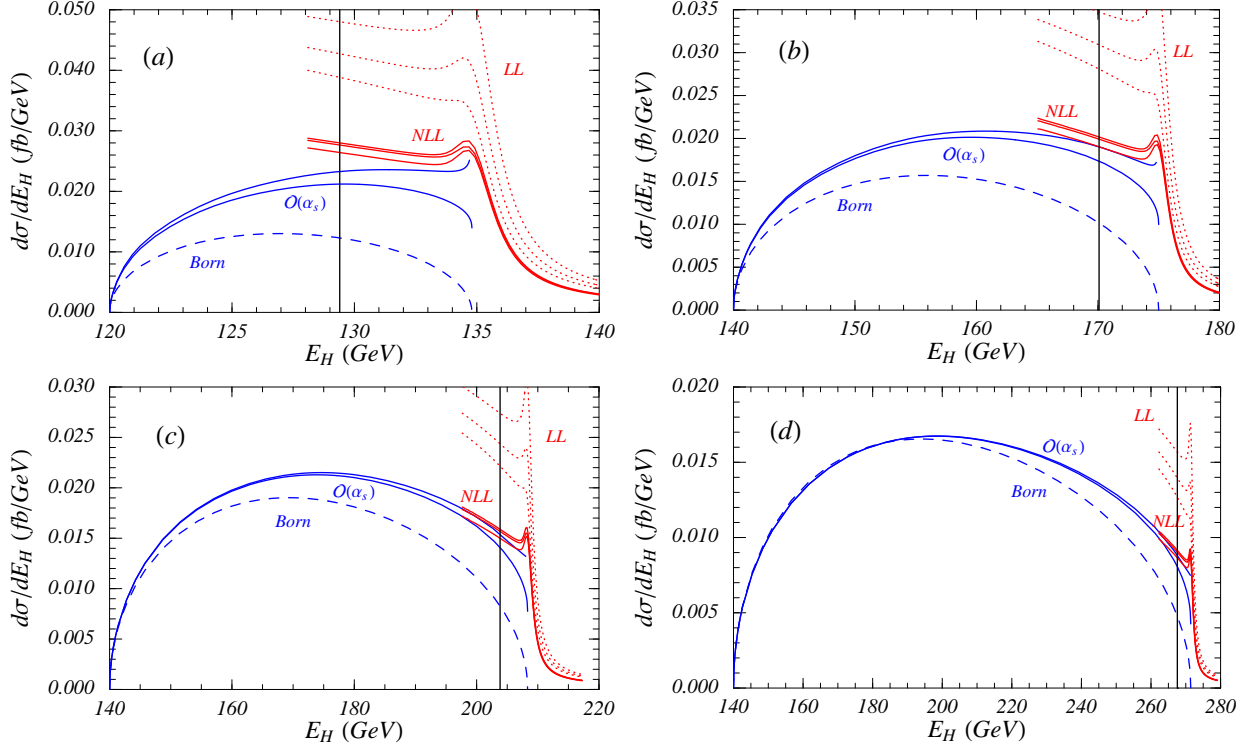 0.050
0.040
0.030
0.020
0.010
0.000
dσ/dE_H (fb/GeV)
(a)
LL
NLL
O(α_s)
Born
120 125 130 135 140
E_H (GeV)
0.035
0.030
0.025
0.020
0.015
0.010
0.005
0.000
dσ/dE_H (fb/GeV)
(b)
LL
NLL
O(α_s)
Born
140 150 160 170 180
E_H (GeV)
0.030
0.025
0.020
0.015
0.010
0.005
0.000
dσ/dE_H (fb/GeV)
(c)
LL
NLL
O(α_s)
Born
140 160 180 200 220
E_H (GeV)
0.020
0.015
0.010
0.005
0.000
dσ/dE_H (fb/GeV)
(d)
LL
O(α_s)
Born
NLL
140 160 180 200 220 240 260 280
E_H (GeV)